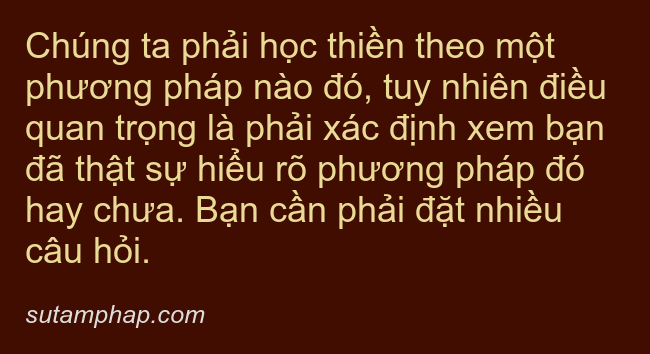 Chúng ta phải học thiền theo một
phương pháp nào đó, tuy nhiên điều
quan trọng là phải xác định xem bạn
đã thật sự hiểu rõ phương pháp đó
hay chưa. Bạn cần phải đặt nhiều
câu hỏi.
sutamphap.com